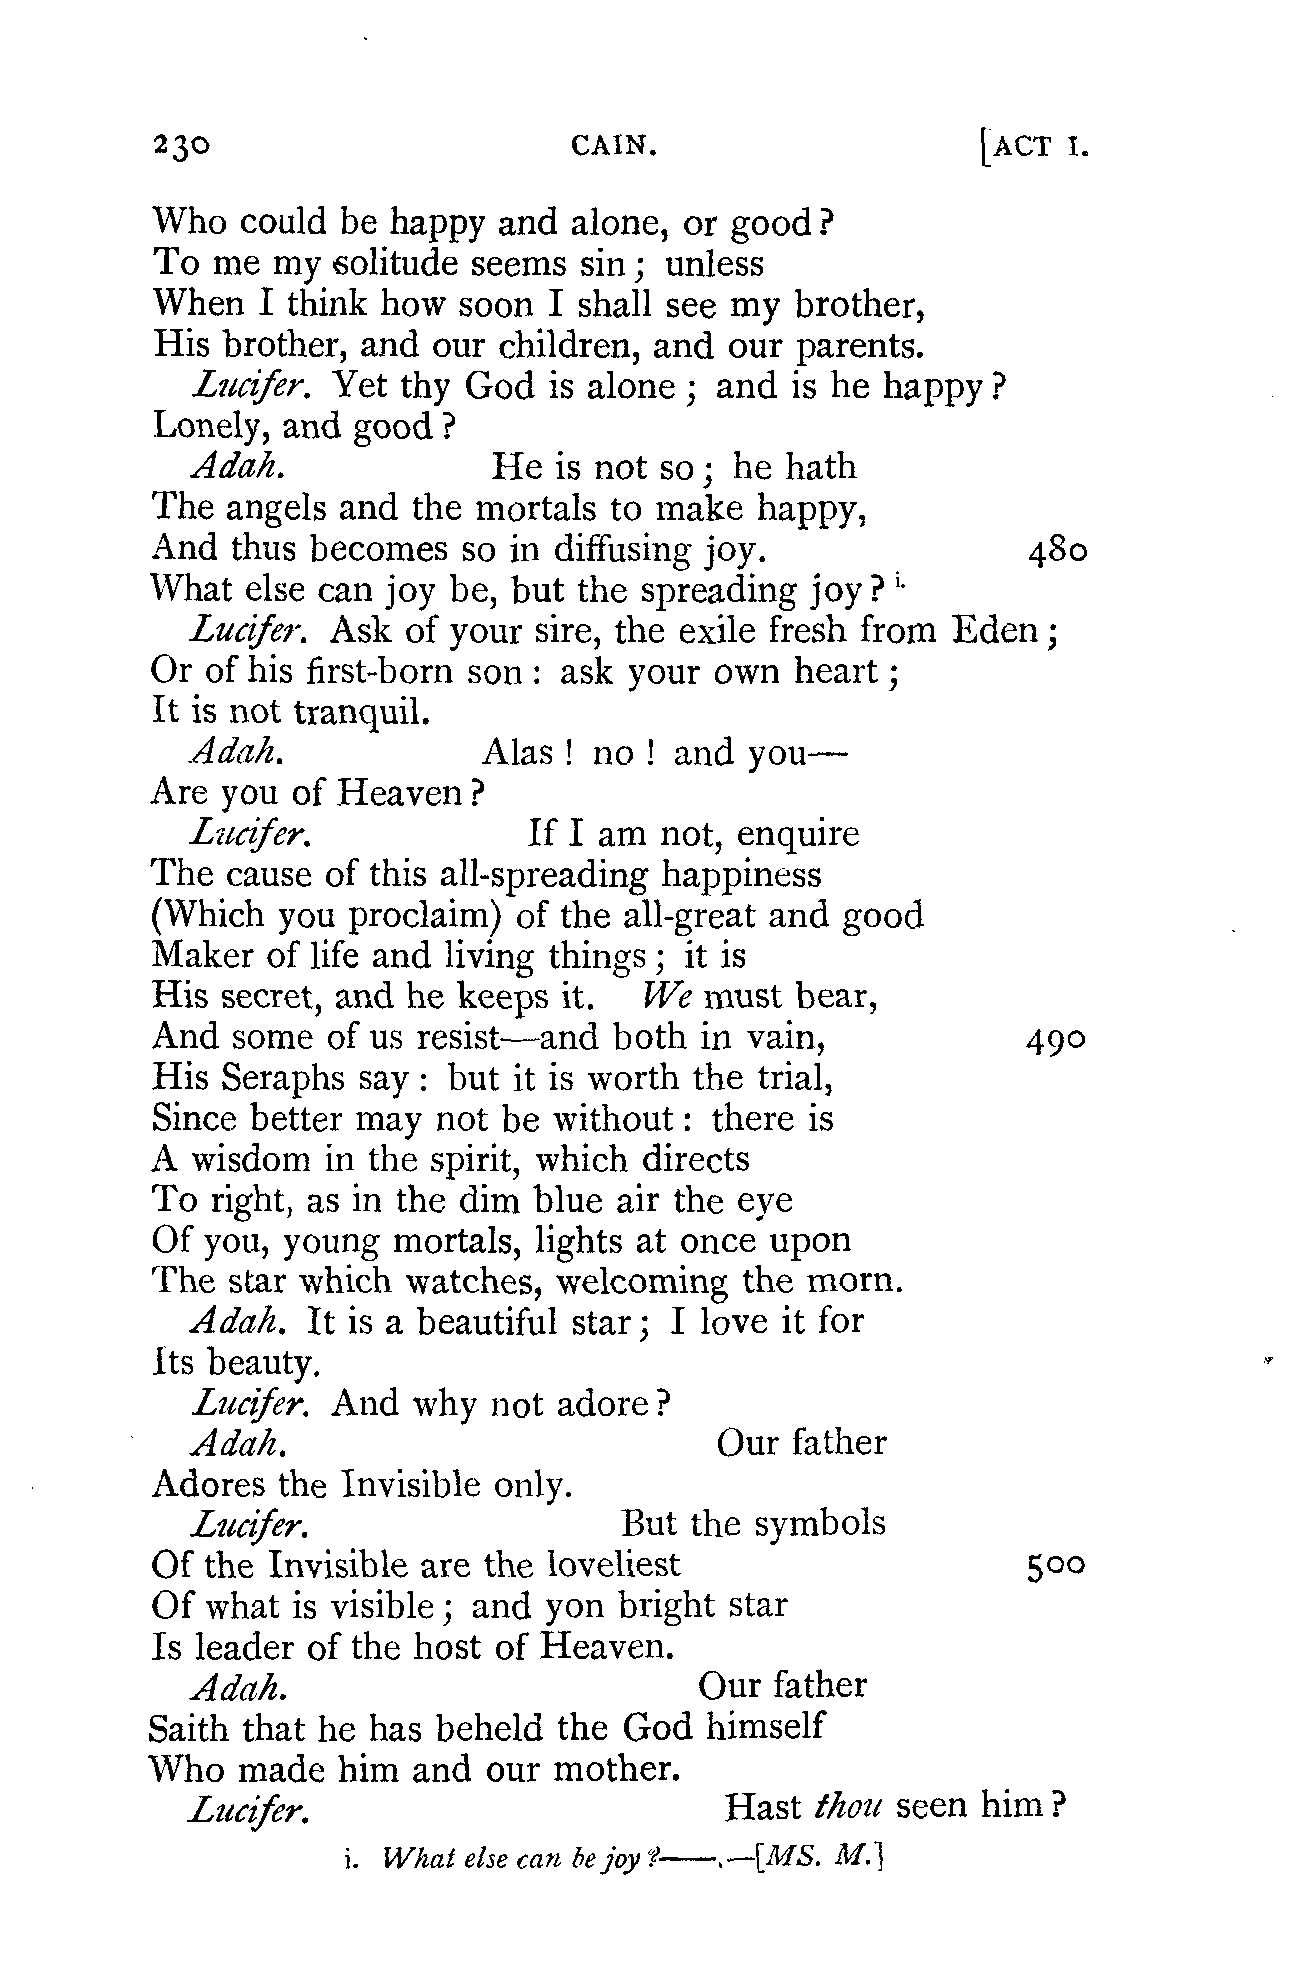 230 CAIN. [ACT I.
Who could be happy and alone, or good?
To me my solitude seems sin; unless
When I think how soon I shall see my brother,
His brother, and our children, and our parents.
Lucifer. Yet thy God is alone; and is he happy?
Lonely, and good?
Adah. He is not so; he hath
The angels and the mortals to make happy,
And thus becomes so in diffusing joy. 480
What else can joy be, but the spreading joy? i.
Lucifer. Ask of your sire, the exile fresh from Eden;
Or of his first-born son: ask your own heart;
It is not tranquil.
Adah. Alas! no! and you—
Are you of Heaven?
Lucifer. If I am not, enquire
The cause of this all-spreading happiness
(Which you proclaim) of the all-great and good
Maker of life and living things; it is
His secret, and he keeps it. We must bear,
And some of us resist—and both in vain, 490
His Seraphs say: but it is worth the trial,
Since better may not be without: there is
A wisdom in the spirit, which directs
To right, as in the dim blue air the eye
Of you, young mortals, lights at once upon
The star which watches, welcoming the morn.
Adah. It is a beautiful star; I love it for
Its beauty.
Lucifer. And why not adore?
Adah. Our father
Adores the Invisible only.
Lucifer. But the symbols
Of the Invisible are the loveliest 500
Of what is visible; and yon bright star
Is leader of the host of Heaven.
Adah. Our father
Saith that he has beheld the God himself
Who made him and our mother.
Lucifer. Hast thou seen him?
i. What else can be joy?——.—[MS. M.]